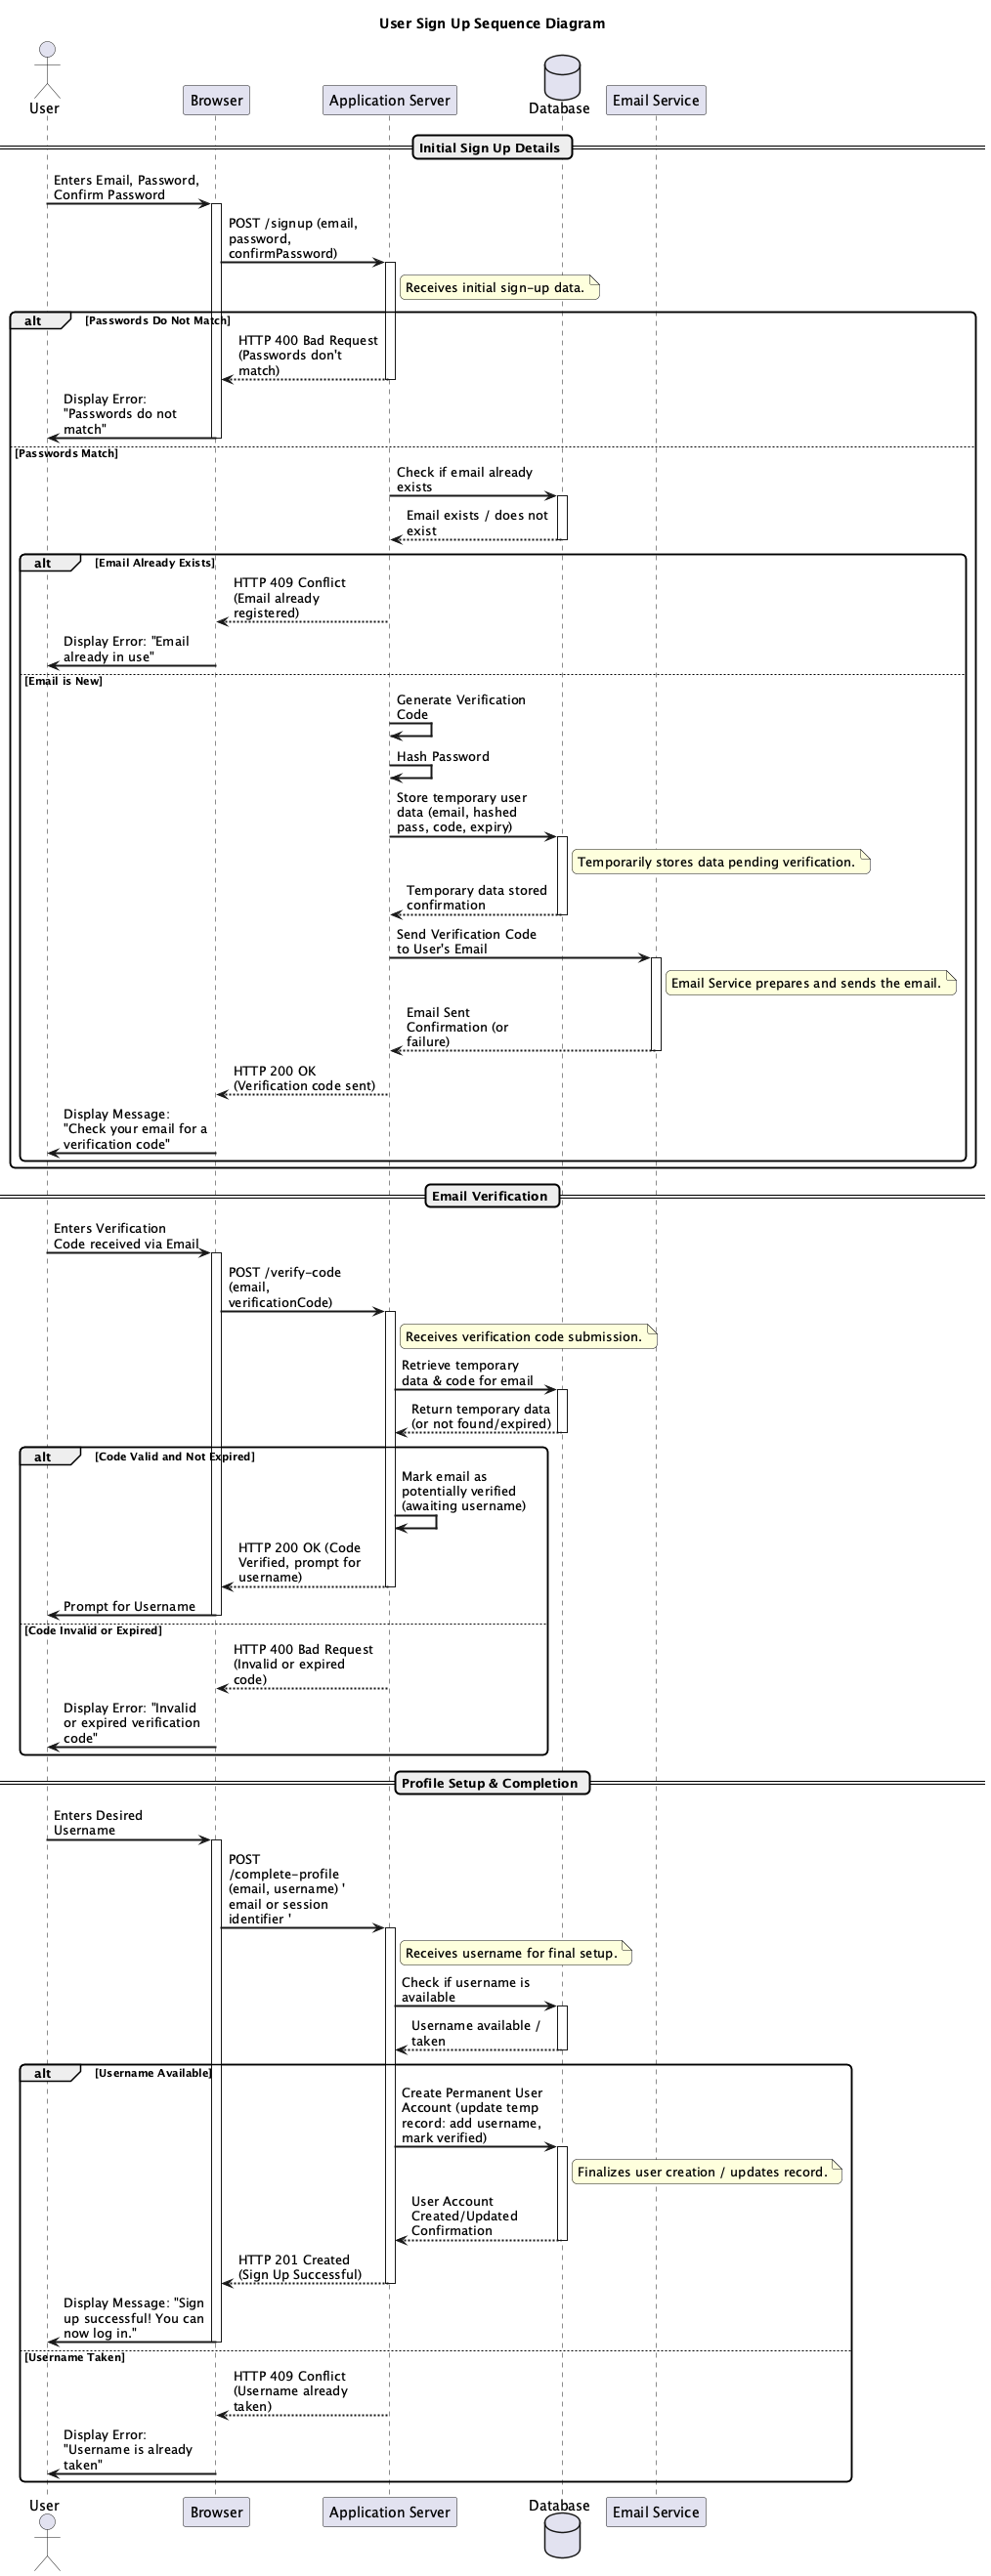 User Sign Up Sequence Diagram
User
Browser
Application Server
Database
Email Service
Initial Sign Up Details
Enters Email, Password,
Confirm Password
POST /signup (email,
password,
confirmPassword)
Receives initial sign-up data.
alt
[Passwords Do Not Match]
HTTP 400 Bad Request
(Passwords don't
match)
Display Error:
"Passwords do not
match"
[Passwords Match]
Check if email already
exists
Email exists / does not
exist
alt
[Email Already Exists]
HTTP 409 Conflict
(Email already
registered)
Display Error: "Email
already in use"
[Email is New]
Generate Verification
Code
Hash Password
Store temporary user
data (email, hashed
pass, code, expiry)
Temporarily stores data pending verification.
Temporary data stored
confirmation
Send Verification Code
to User's Email
Email Service prepares and sends the email.
Email Sent
Confirmation (or
failure)
HTTP 200 OK
(Verification code sent)
Display Message:
"Check your email for a
verification code"
Email Verification
Enters Verification
Code received via Email
POST /verify-code
(email,
verificationCode)
Receives verification code submission.
Retrieve temporary
data & code for email
Return temporary data
(or not found/expired)
alt
[Code Valid and Not Expired]
Mark email as
potentially verified
(awaiting username)
HTTP 200 OK (Code
Verified, prompt for
username)
Prompt for Username
[Code Invalid or Expired]
HTTP 400 Bad Request
(Invalid or expired
code)
Display Error: "Invalid
or expired verification
code"
Profile Setup & Completion
Enters Desired
Username
POST
/complete-profile
(email, username) '
email or session
identifier '
Receives username for final setup.
Check if username is
available
Username available /
taken
alt
[Username Available]
Create Permanent User
Account (update temp
record: add username,
mark verified)
Finalizes user creation / updates record.
User Account
Created/Updated
Confirmation
HTTP 201 Created
(Sign Up Successful)
Display Message: "Sign
up successful! You can
now log in."
[Username Taken]
HTTP 409 Conflict
(Username already
taken)
Display Error:
"Username is already
taken"
User
Browser
Application Server
Database
Email Service